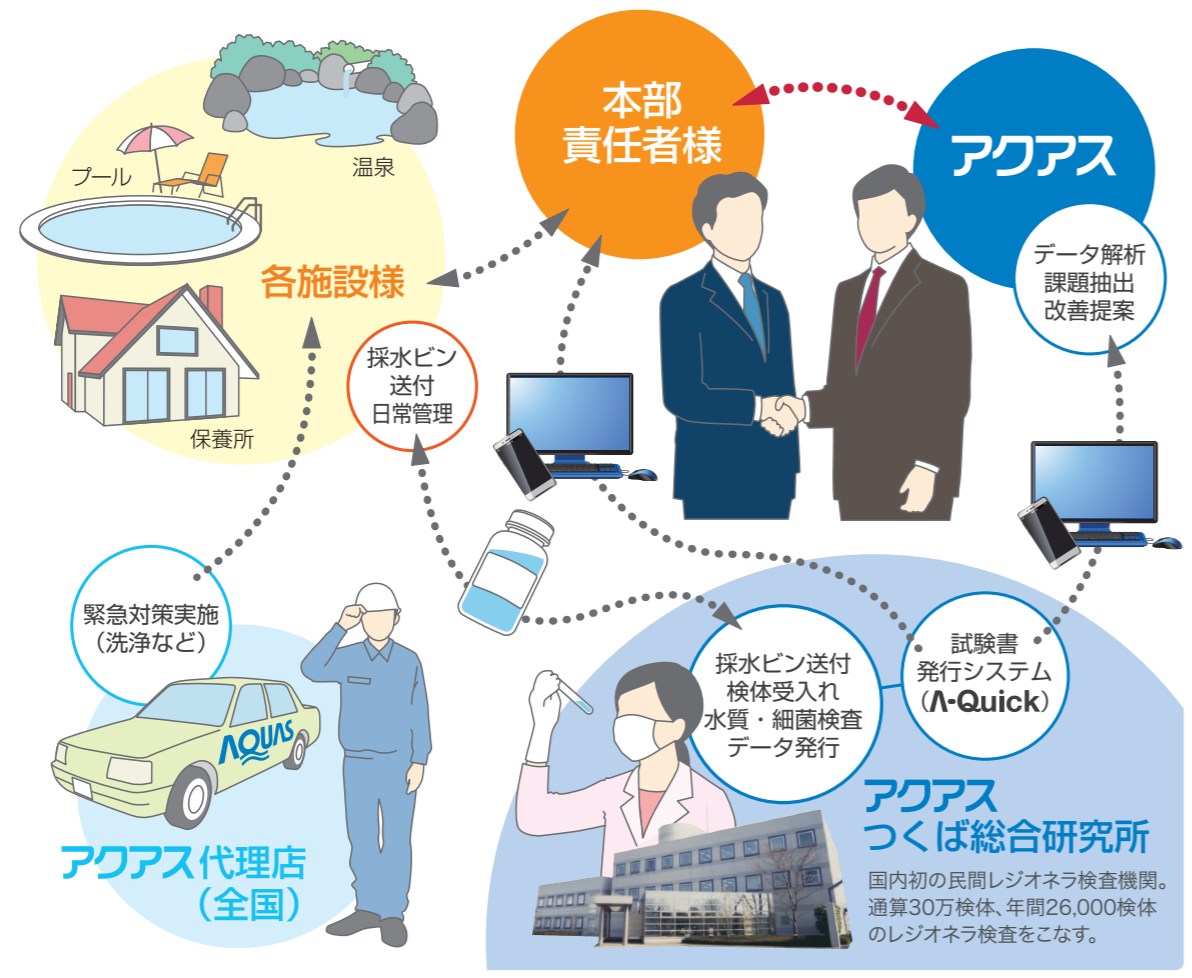 温泉
プール
各施設様
保養所
本部
責任者様
アクアス
データ解析
課題抽出
改善提案
採水ビン
送付
日常管理
緊急対策実施
（洗浄など）
AQUAS
アクアス代理店
（全国）
採水ビン送付
検体受入れ
水質・細菌検査
データ発行
試験書
発行システム
（A-Quick）
アクアス
つくば総合研究所
国内初の民間レジオネラ検査機関。
通算30万検体、年間26,000検体
のレジオネラ検査をこなす。